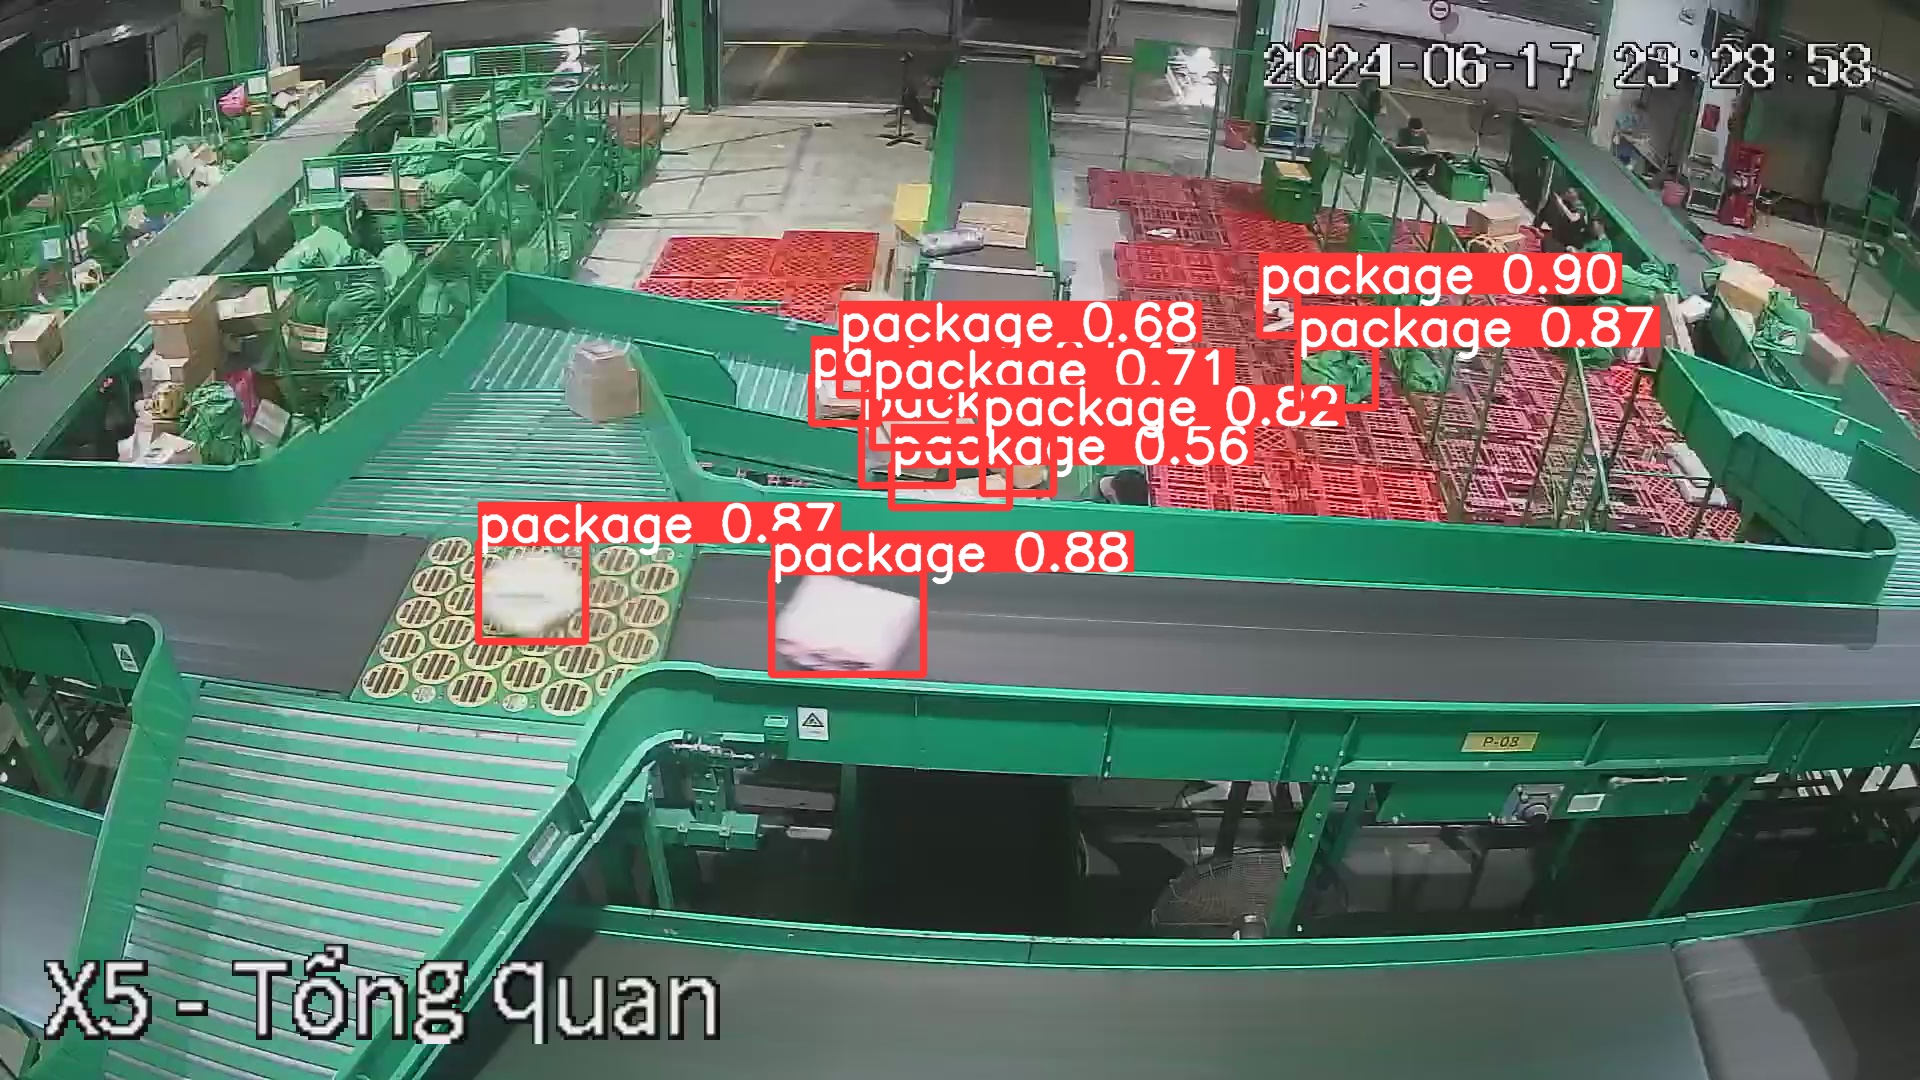 2024-06-17 23:28:58
package 0.90
package 0.68
package 0.87
package 0.71
package 0.82
package 0.56
package 0.87
package 0.88
P-08
X5 - Tổng quan